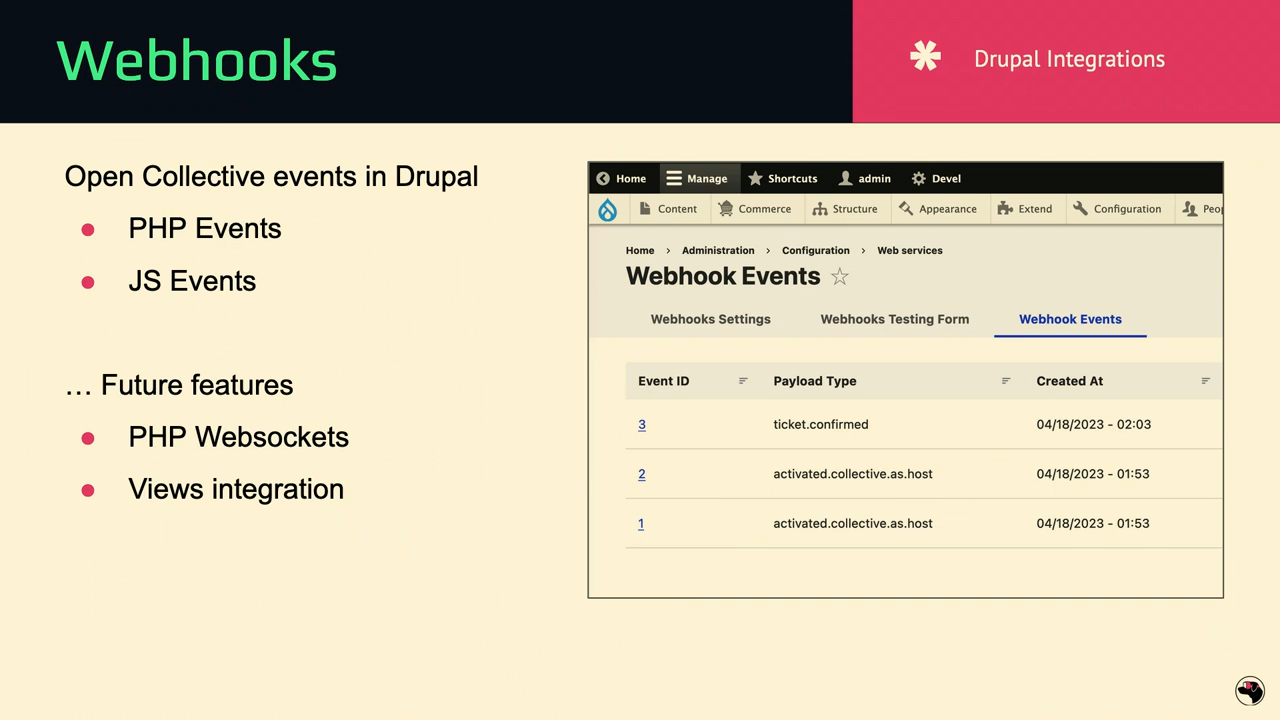 Webhooks
Drupal Integrations
Open Collective events in Drupal
● PHP Events
● JS Events
… Future features
● PHP Websockets
● Views integration
Home Manage Shortcuts admin Devel
Content Commerce Structure Appearance Extend Configuration Peop
Home > Administration > Configuration > Web services
Webhook Events
Webhooks Settings Webhooks Testing Form Webhook Events
Event ID Payload Type Created At
3 ticket.confirmed 04/18/2023 - 02:03
2 activated.collective.as.host 04/18/2023 - 01:53
1 activated.collective.as.host 04/18/2023 - 01:53